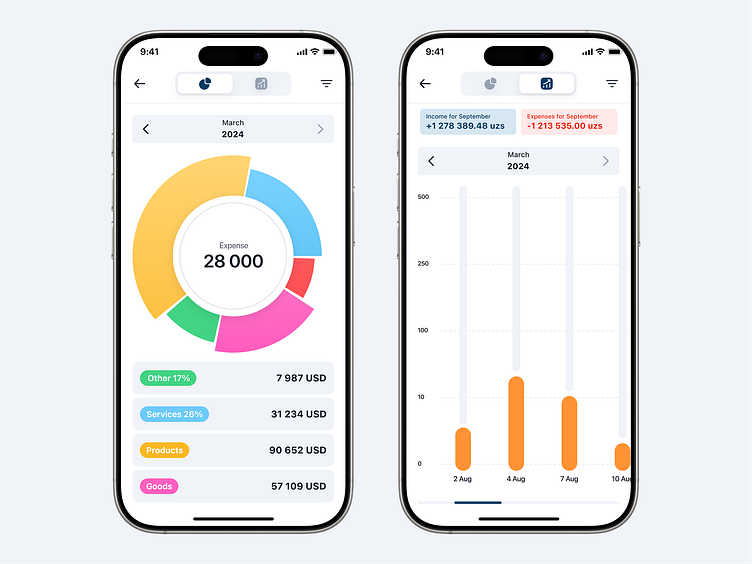 9:41
March
2024
Expense
28 000
Other 17%
7 987 USD
Services 26%
31 234 USD
Products
90 652 USD
Goods
57 109 USD
9:41
Income for September
+1 278 389.48 uzs
Expenses for September
-1 213 535.00 uzs
March
2024
500
250
100
10
0
2 Aug
4 Aug
7 Aug
10 Aug